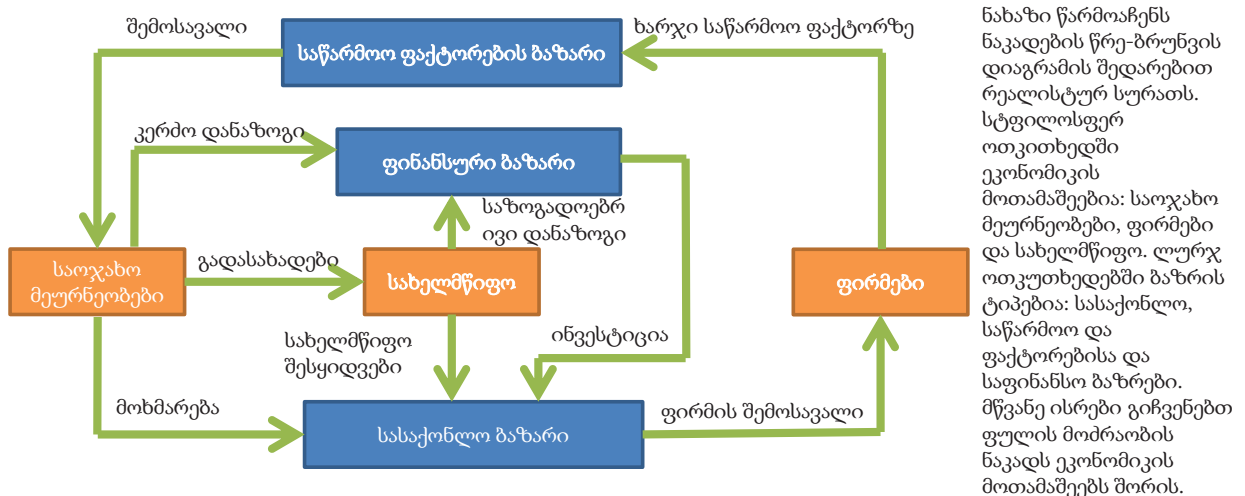 შემოსავალი
საწარმოო ფაქტორების ბაზარი
ხარჯი საწარმოო ფაქტორზე
კერძო დანაზოგი
ფინანსური ბაზარი
საზოგადოებრ
ივი დანაზოგი
საოჯახო
მეურნეობები
გადასახადები
სახელმწიფო
ფირმები
სახელმწიფო
შესყიდვები
ინვესტიცია
მოხმარება
სასაქონლო ბაზარი
ფირმის შემოსავალი
ნახაზი წარმოაჩენს
ნაკადების წრე-ბრუნვის
დიაგრამის შედარებით
რეალისტურ სურათს.
სტფილოსფერ
ოთკითხედში
ეკონომიკის
მოთამაშეებია: საოჯახო
მეურნეობები, ფირმები
და სახელმწიფო. ლურჯ
ოთკუთხედებში ბაზრის
ტიპებია: სასაქონლო,
საწარმოო და
ფაქტორებისა და
საფინანსო ბაზრები.
მწვანე ისრები გიჩვენებთ
ფულის მოძრაობის
ნაკადს ეკონომიკის
მოთამაშეებს შორის.